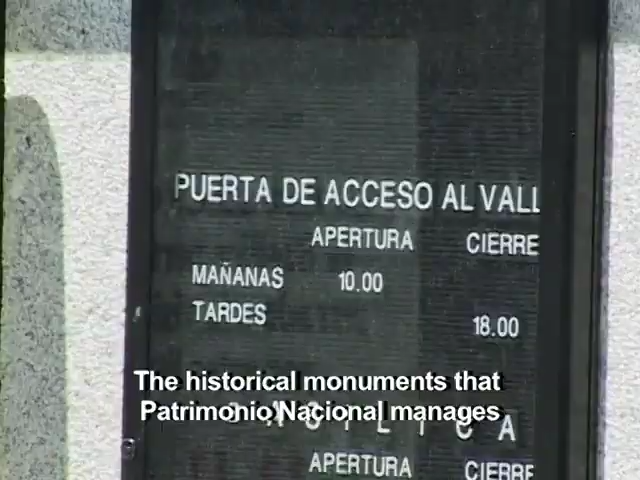 PUERTA DE ACCESO AL VALL
APERTURA CIERRE
MAÑANAS 10.00
TARDES 18.00
The historical monuments that
Patrimonio Nacional manages
APERTURA CIERRE